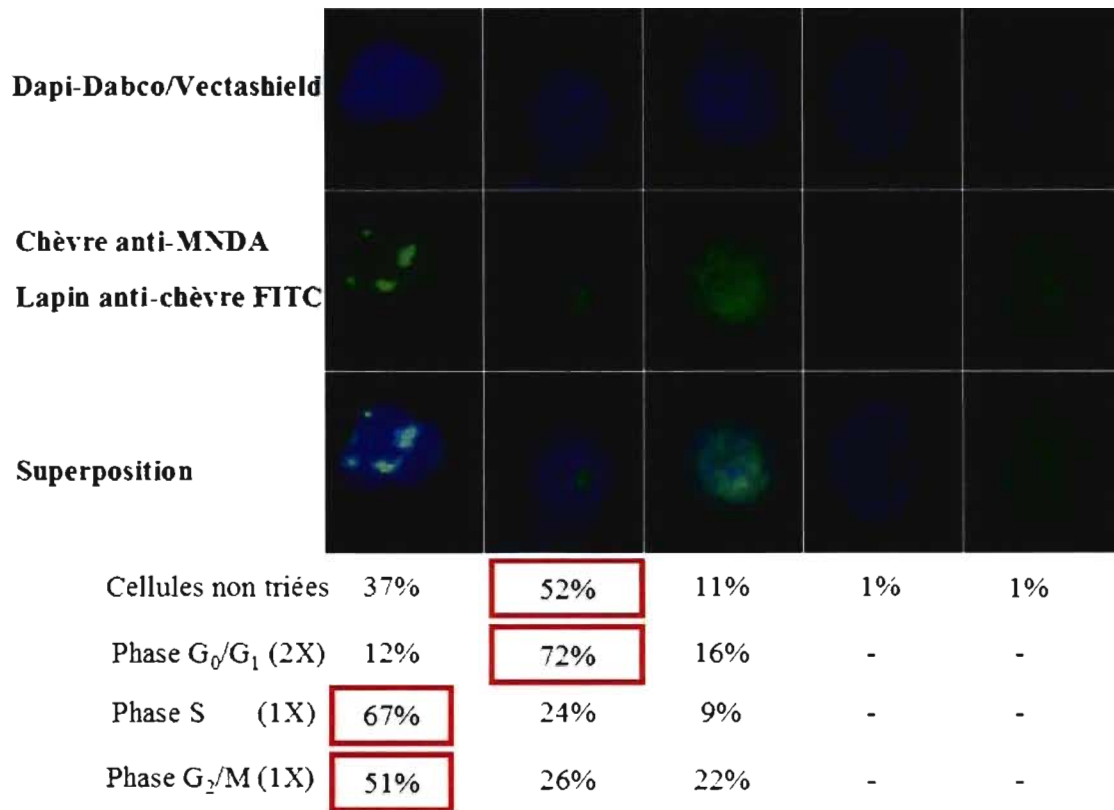 Dapi-Dabco/Vectashield
Chèvre anti-MNDA
Lapin anti-chèvre FITC
Superposition
Cellules non triées 37% 52% 11% 1% 1%
Phase G₀/G₁ (2X) 12% 72% 16% - -
Phase S (1X) 67% 24% 9% - -
Phase G₂/M (1X) 51% 26% 22% - -